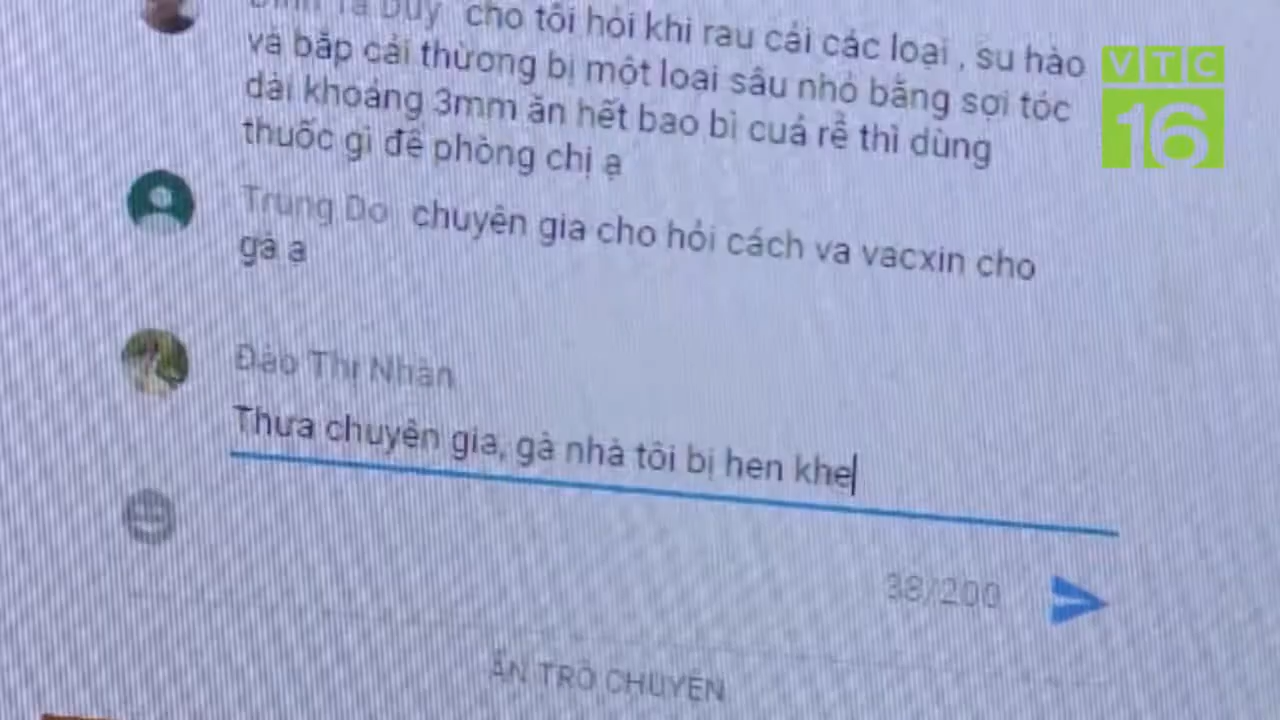 Duy cho tôi hỏi khi rau cải các loại , su hào
và bắp cải thường bị một loại sâu nhỏ bằng sợi tóc
dài khoảng 3mm ăn hết bao bì cuả rễ thì dùng
thuốc gì đề phòng chị ạ
VTC
16
Trung Do chuyên gia cho hỏi cách va vacxin cho
gà ạ
Đào Thị Nhàn
Thưa chuyên gia, gà nhà tôi bị hen khe
38/200
ẨN TRÒ CHUYỆN